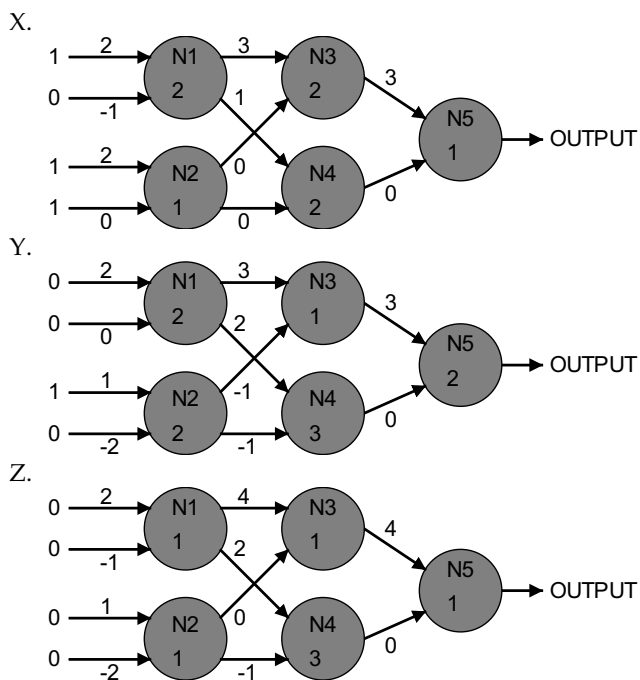 X.
1 2 N1 3 N3
2 1 2 3
0 -1 N5
1 OUTPUT
1 2 N2 0 N4
1 2 0
1 0 0
Y.
0 2 N1 3 N3
2 2 1 3
0 0 N5
2 OUTPUT
1 1 N2 -1 N4
2 3 0
0 -2 -1
Z.
0 2 N1 4 N3
1 2 1 4
0 -1 N5
1 OUTPUT
0 1 N2 0 N4
1 3 0
0 -2 -1